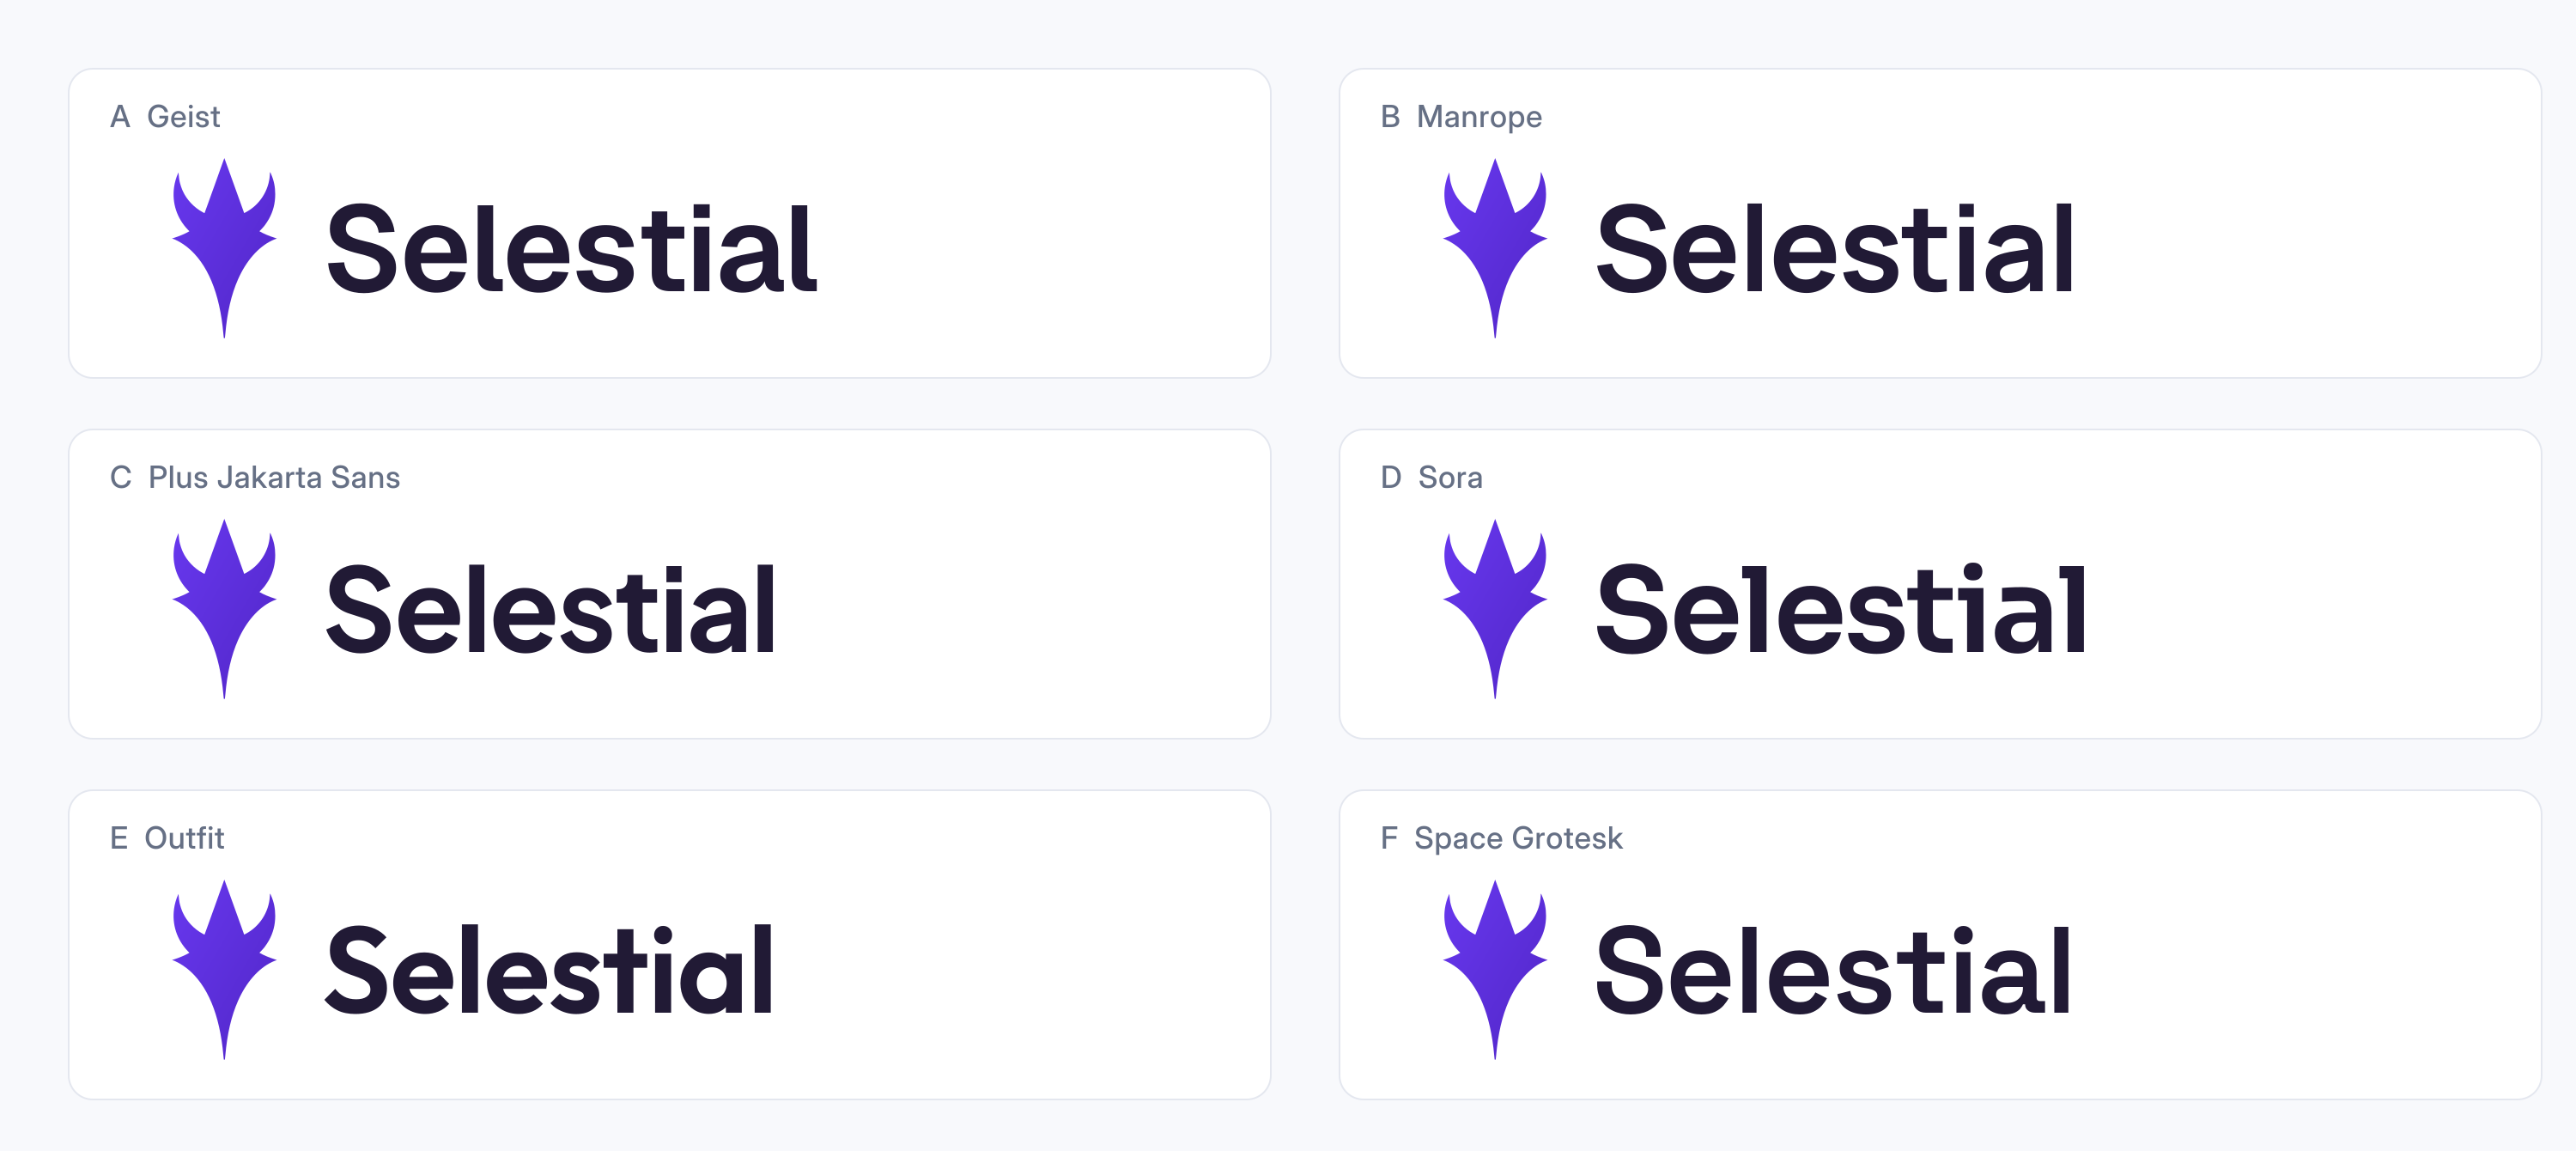 A Geist
Selestial
B Manrope
Selestial
C Plus Jakarta Sans
Selestial
D Sora
Selestial
E Outfit
Selestial
F Space Grotesk
Selestial